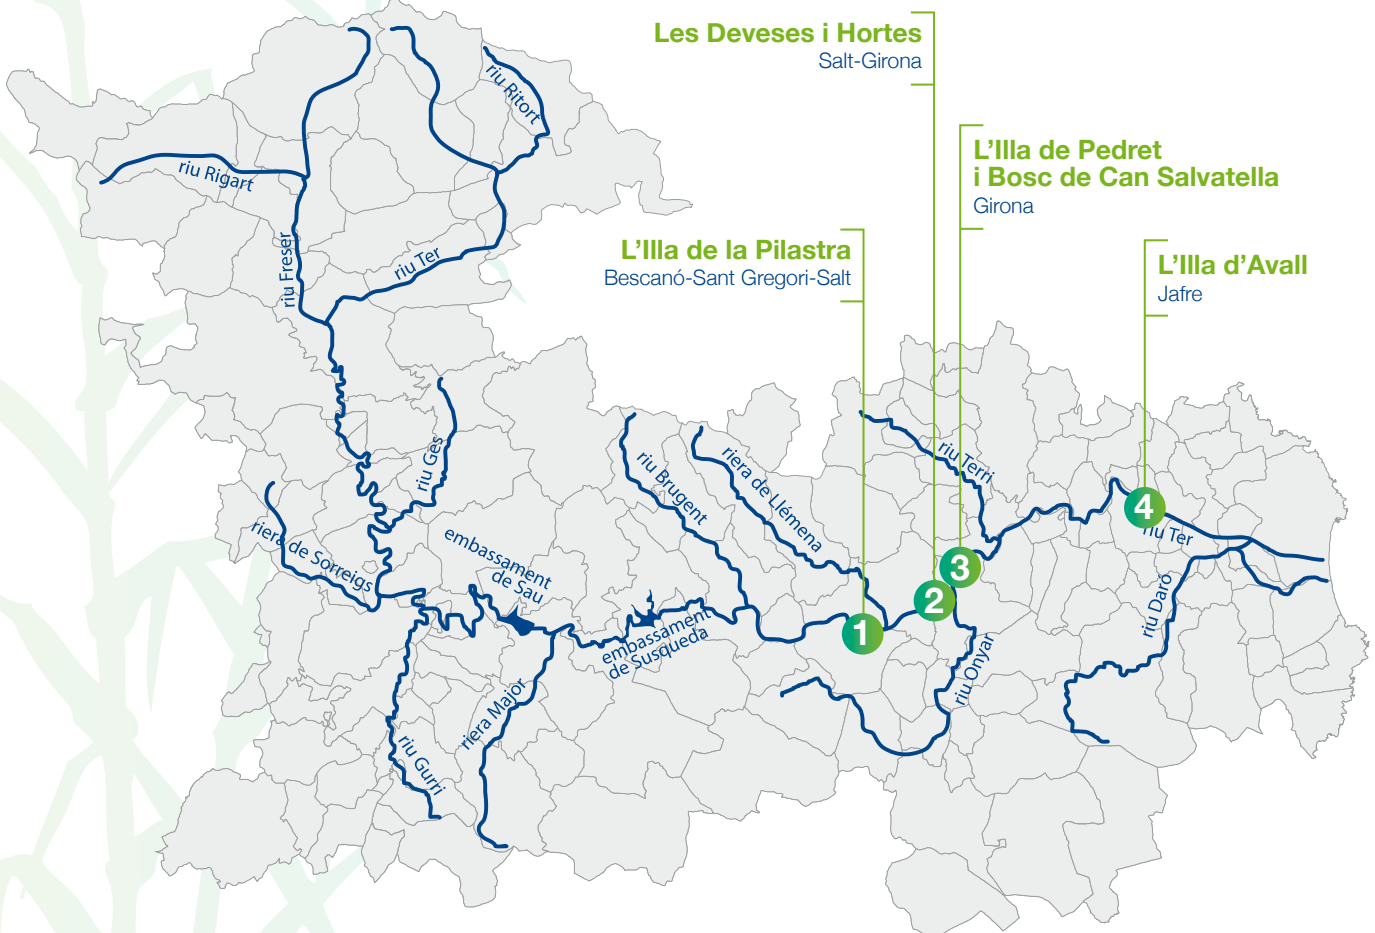 Les Deveses i Hortes
Salt-Girona
L’Illa de Pedret
i Bosc de Can Salvatella
Girona
L’Illa de la Pilastra
Bescanó-Sant Gregori-Salt
L’Illa d’Avall
Jafre
riu Ritort
riu Rigart
riu Freser
riu Ter
riu Ges
riu Brugent
riera de Llémena
riu Terri
riera de Sorreigs
embassament
de Sau
embassament
de Susqueda
riu Ter
riu Daró
riu Onyar
riera Major
riu Gurri
1
2
3
4